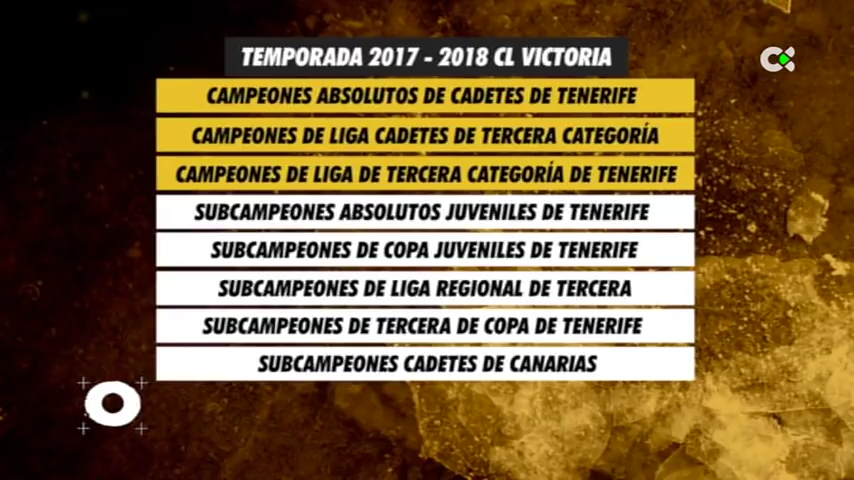 TEMPORADA 2017 - 2018 CL VICTORIA
CAMPEONES ABSOLUTOS DE CADETES DE TENERIFE
CAMPEONES DE LIGA CADETES DE TERCERA CATEGORÍA
CAMPEONES DE LIGA DE TERCERA CATEGORÍA DE TENERIFE
SUBCAMPEONES ABSOLUTOS JUVENILES DE TENERIFE
SUBCAMPEONES DE COPA JUVENILES DE TENERIFE
SUBCAMPEONES DE LIGA REGIONAL DE TERCERA
SUBCAMPEONES DE TERCERA DE COPA DE TENERIFE
SUBCAMPEONES CADETES DE CANARIAS